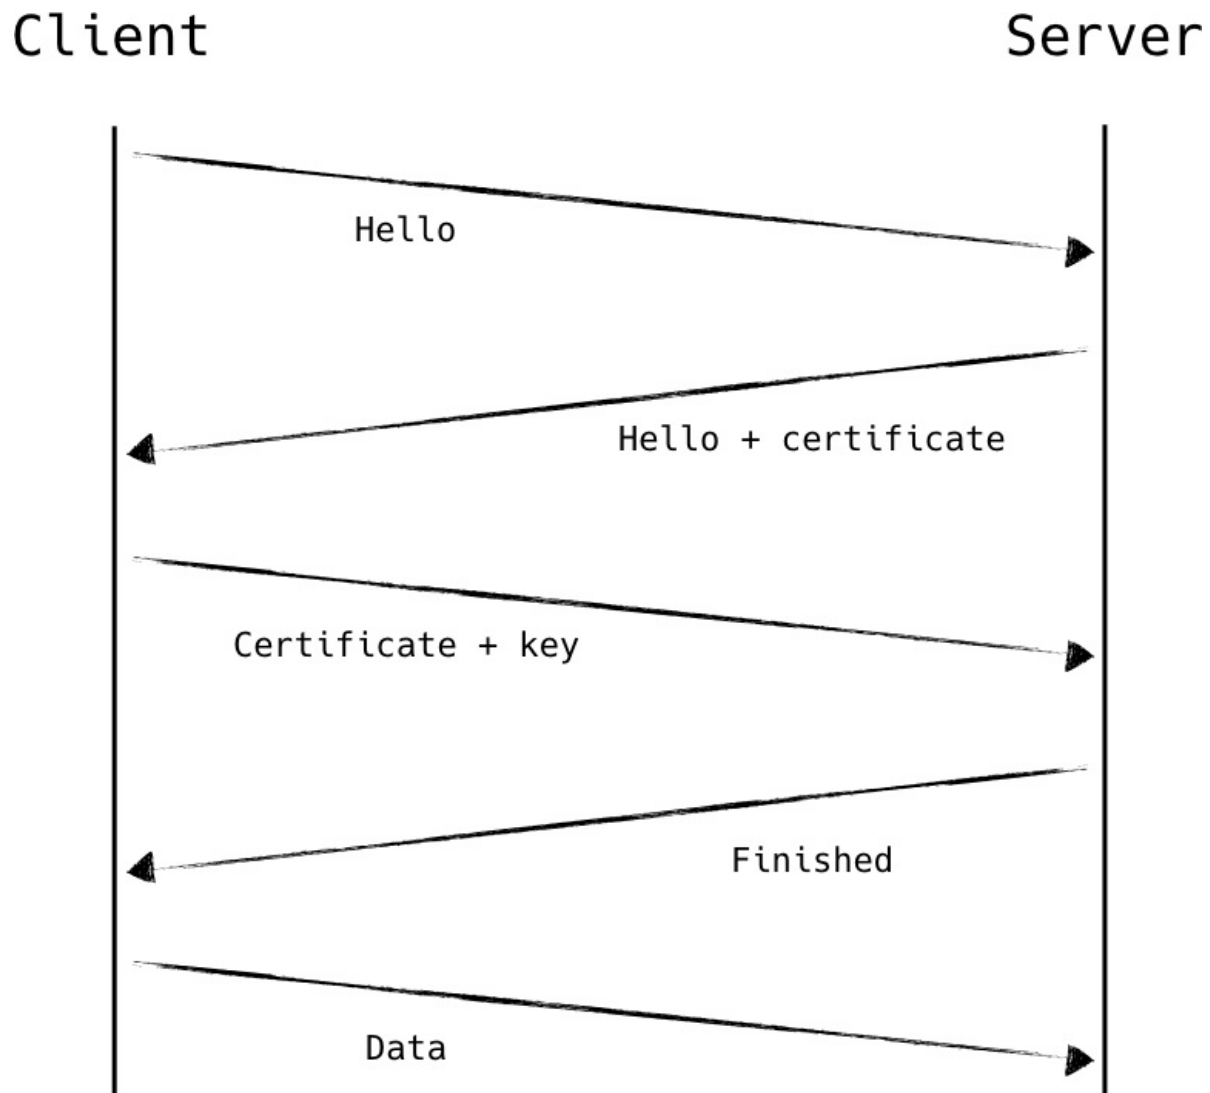 Client
Server
Hello
Hello + certificate
Certificate + key
Finished
Data